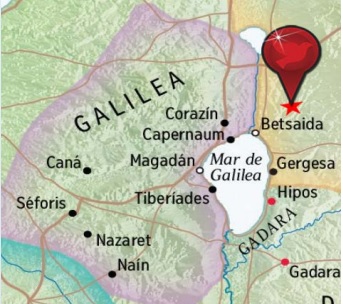 GALILEA
Corazín
Capernaum
Betsaida
Magadán
Mar de
Galilea
Gergesa
Caná
Tiberíades
Hipos
Séforis
GADARA
Nazaret
Naín
Gadara